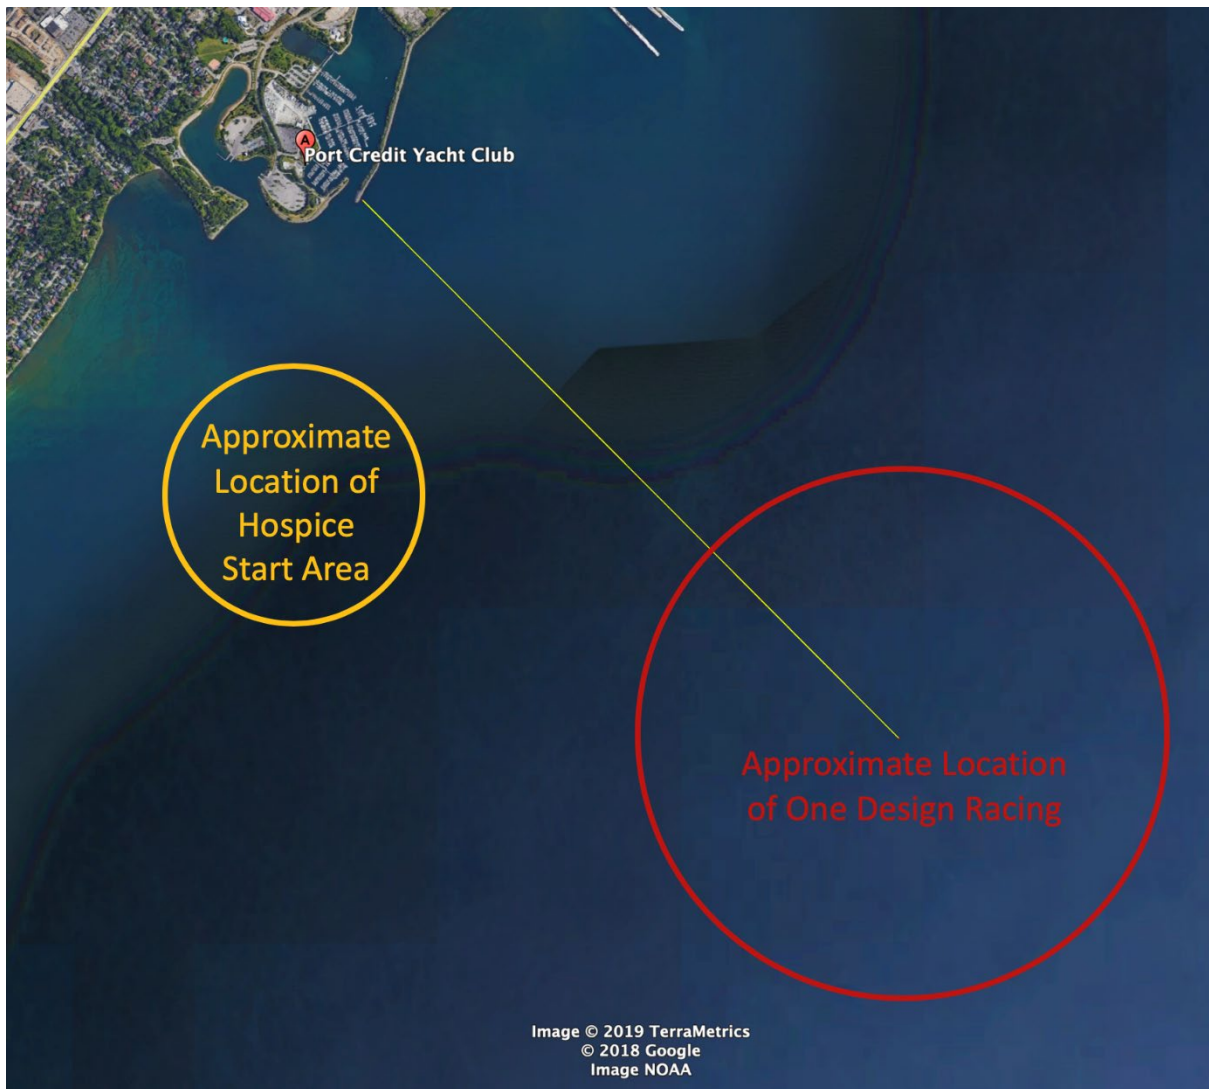 A
Port Credit Yacht Club
Approximate
Location of
Hospice
Start Area
Approximate Location
of One Design Racing
Image © 2019 TerraMetrics
© 2018 Google
Image NOAA